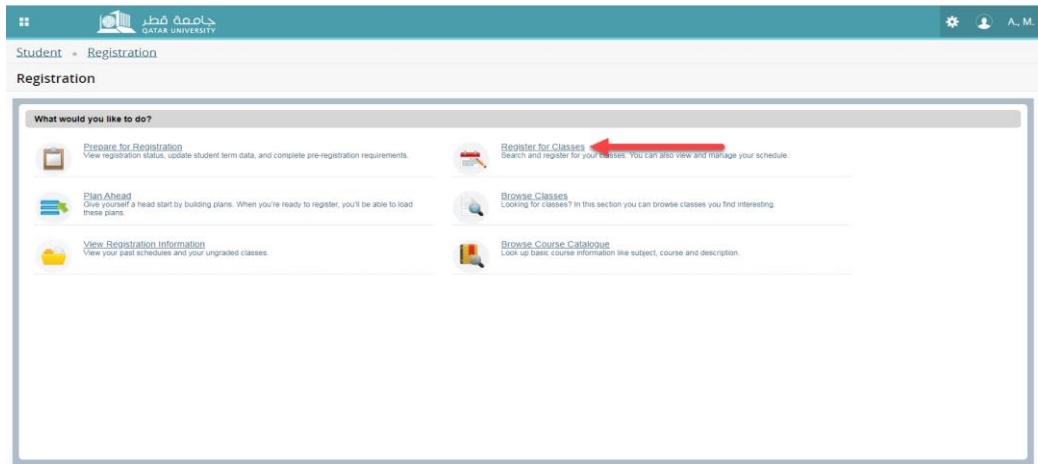 جامعة قطر
QATAR UNIVERSITY
A., M.
Student • Registration
Registration
What would you like to do?
Prepare for Registration
View registration status, update student term data, and complete pre-registration requirements.
Register for Classes
Search and register for your classes. You can also view and manage your schedule.
Plan Ahead
Give yourself a head start by building plans. When you're ready to register, you'll be able to load
these plans.
Browse Classes
Looking for classes? In this section you can browse classes you find interesting.
View Registration Information
View your past schedules and your ungraded classes.
Browse Course Catalogue
Look up basic course information like subject, course and description.